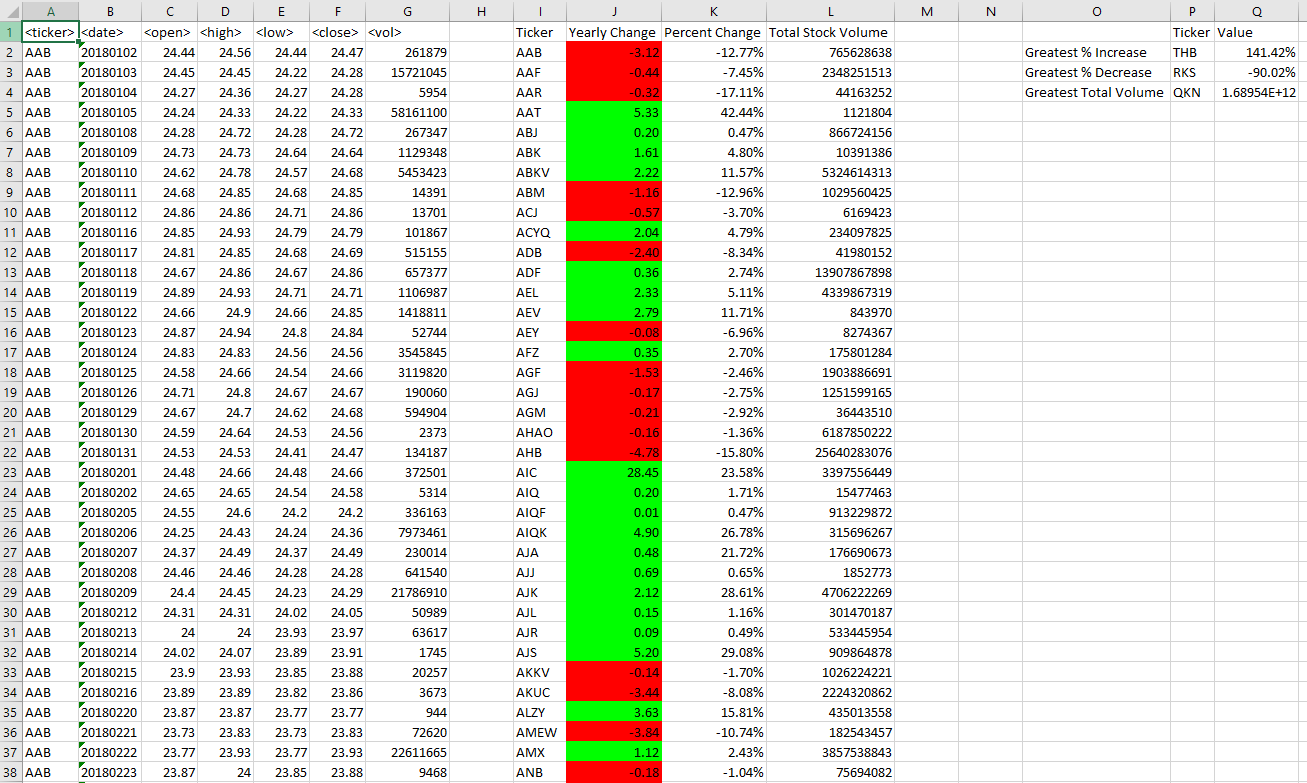 A B C D E F G H I J K L M N O P Q
1 <ticker> <date> <open> <high> <low> <close> <vol> Ticker Yearly Change Percent Change Total Stock Volume Ticker Value
2 AAB 20180102 24.44 24.56 24.44 24.47 261879 AAB -3.12 -12.77% 765628638 Greatest % Increase THB 141.42%
3 AAB 20180103 24.45 24.45 24.22 24.28 15721045 AAF -0.44 -7.45% 2348251513 Greatest % Decrease RKS -90.02%
4 AAB 20180104 24.27 24.36 24.27 24.28 5954 AAR -0.32 -17.11% 44163252 Greatest Total Volume QKN 1.68954E+12
5 AAB 20180105 24.24 24.33 24.22 24.33 58161100 AAT 5.33 42.44% 1121804
6 AAB 20180108 24.28 24.72 24.28 24.72 267347 ABJ 0.20 0.47% 866724156
7 AAB 20180109 24.73 24.73 24.64 24.64 1129348 ABK 1.61 4.80% 10391386
8 AAB 20180110 24.62 24.78 24.57 24.68 5453423 ABKV 2.22 11.57% 5324614313
9 AAB 20180111 24.68 24.85 24.68 24.85 14391 ABM -1.16 -12.96% 1029560425
10 AAB 20180112 24.86 24.86 24.71 24.86 13701 ACJ -0.57 -3.70% 6169423
11 AAB 20180116 24.85 24.93 24.79 24.79 101867 ACYQ 2.04 4.79% 234097825
12 AAB 20180117 24.81 24.85 24.68 24.69 515155 ADB -2.40 -8.34% 41980152
13 AAB 20180118 24.67 24.86 24.67 24.86 657377 ADF 0.36 2.74% 13907867898
14 AAB 20180119 24.89 24.93 24.71 24.71 1106987 AEL 2.33 5.11% 4339867319
15 AAB 20180122 24.66 24.9 24.66 24.85 1418811 AEV 2.79 11.71% 843970
16 AAB 20180123 24.87 24.94 24.8 24.84 52744 AEY -0.08 -6.96% 8274367
17 AAB 20180124 24.83 24.83 24.56 24.56 3545845 AFZ 0.35 2.70% 175801284
18 AAB 20180125 24.58 24.66 24.54 24.66 3119820 AGF -1.53 -2.46% 1903886691
19 AAB 20180126 24.71 24.8 24.67 24.67 190060 AGJ -0.17 -2.75% 1251599165
20 AAB 20180129 24.67 24.7 24.62 24.68 594904 AGM -0.21 -2.92% 36443510
21 AAB 20180130 24.59 24.64 24.53 24.56 2373 AHAO -0.16 -1.36% 6187850222
22 AAB 20180131 24.53 24.53 24.41 24.47 134187 AHB -4.78 -15.80% 25640283076
23 AAB 20180201 24.48 24.66 24.48 24.66 372501 AIC 28.45 23.58% 3397556449
24 AAB 20180202 24.65 24.65 24.54 24.58 5314 AIQ 0.20 1.71% 15477463
25 AAB 20180205 24.55 24.6 24.2 24.2 336163 AIQF 0.01 0.47% 913229872
26 AAB 20180206 24.25 24.43 24.24 24.36 7973461 AIQK 4.90 26.78% 315696267
27 AAB 20180207 24.37 24.49 24.37 24.49 230014 AJA 0.48 21.72% 176690673
28 AAB 20180208 24.46 24.46 24.28 24.28 641540 AJJ 0.69 0.65% 1852773
29 AAB 20180209 24.4 24.45 24.23 24.29 21786910 AJK 2.12 28.61% 4706222269
30 AAB 20180212 24.31 24.31 24.02 24.05 50989 AJL 0.15 1.16% 301470187
31 AAB 20180213 24 24 23.93 23.97 63617 AJR 0.09 0.49% 533445954
32 AAB 20180214 24.02 24.07 23.89 23.91 1745 AJS 5.20 29.08% 909864878
33 AAB 20180215 23.9 23.93 23.85 23.88 20257 AKKV -0.14 -1.70% 1026224221
34 AAB 20180216 23.89 23.89 23.82 23.86 3673 AKUC -3.44 -8.08% 2224320862
35 AAB 20180220 23.87 23.87 23.77 23.77 944 ALZY 3.63 15.81% 435013558
36 AAB 20180221 23.73 23.83 23.73 23.83 72620 AMEW -3.84 -10.74% 182543457
37 AAB 20180222 23.77 23.93 23.77 23.93 22611665 AMX 1.12 2.43% 3857538843
38 AAB 20180223 23.87 24 23.85 23.88 9468 ANB -0.18 -1.04% 75694082